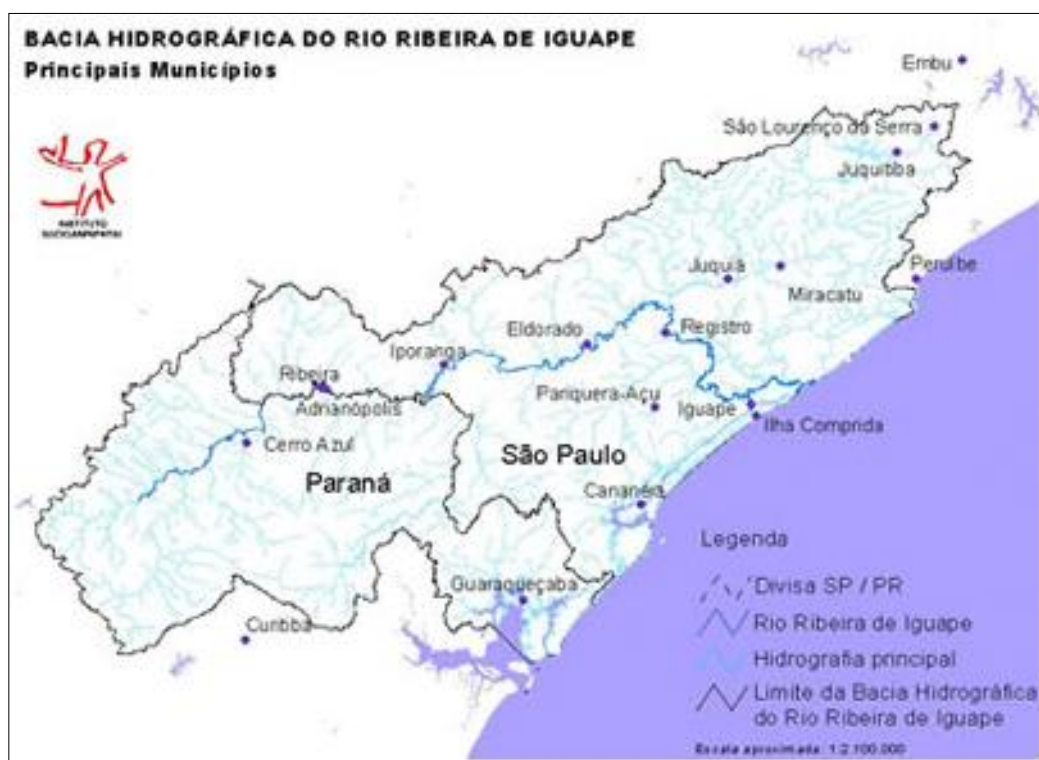 BACIA HIDROGRÁFICA DO RIO RIBEIRA DE IGUAPE
Principais Municípios
Embu
São Lourenço da Serra
Juquitiba
INSTITUTO
SOCIOAMBIENTAL
Juquiá
Peruíbe
Miracatu
Eldorado
Registro
Iporanga
Ribeira
Pariquera-Açu
Iguape
Adrianópolis
Ilha Comprida
Cerro Azul
São Paulo
Paraná
Cananéia
Legenda
Guaraqueçaba
Divisa SP / PR
Curitiba
Rio Ribeira de Iguape
Hidrografia principal
Limite da Bacia Hidrográfica
do Rio Ribeira de Iguape
Escala aproximada: 1:2.100.000